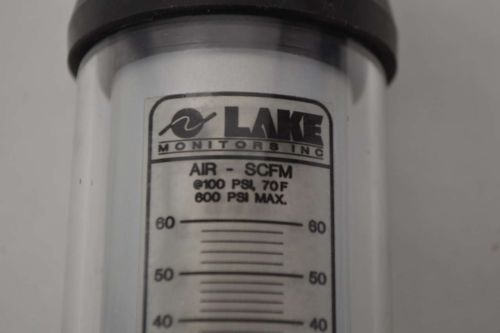 LAKE
MONITORS INC
AIR - SCFM
@100 PSI, 70F
600 PSI MAX.
60 60
50 50
40 40